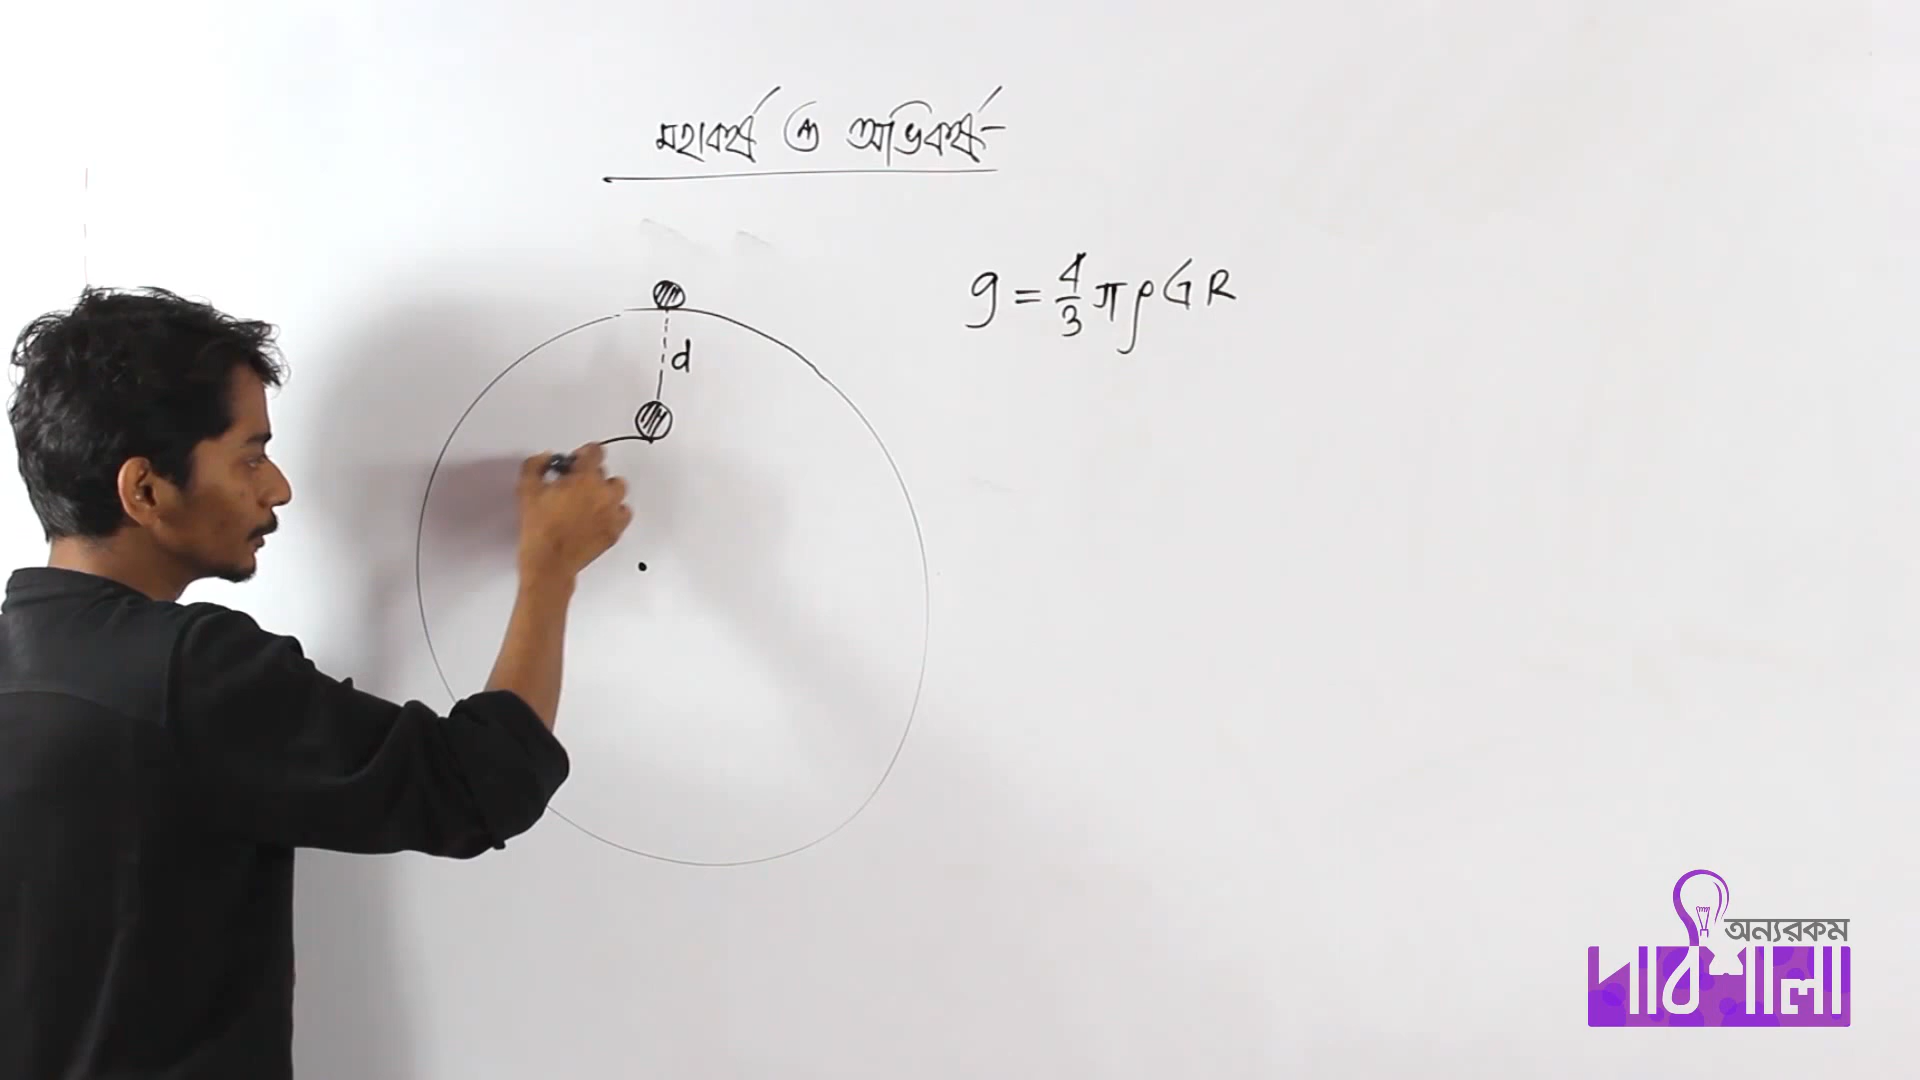 মহাকর্ষ ও অভিকর্ষ
g = 4/3 πρGR
d
অন্যরকম
পাঠশালা